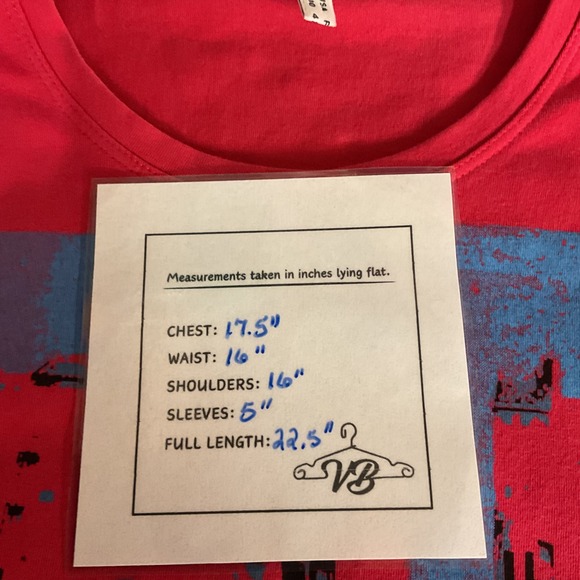 Measurements taken in inches lying flat.
CHEST: 17.5"
WAIST: 16"
SHOULDERS: 16"
SLEEVES: 5"
FULL LENGTH: 22.5"
VB